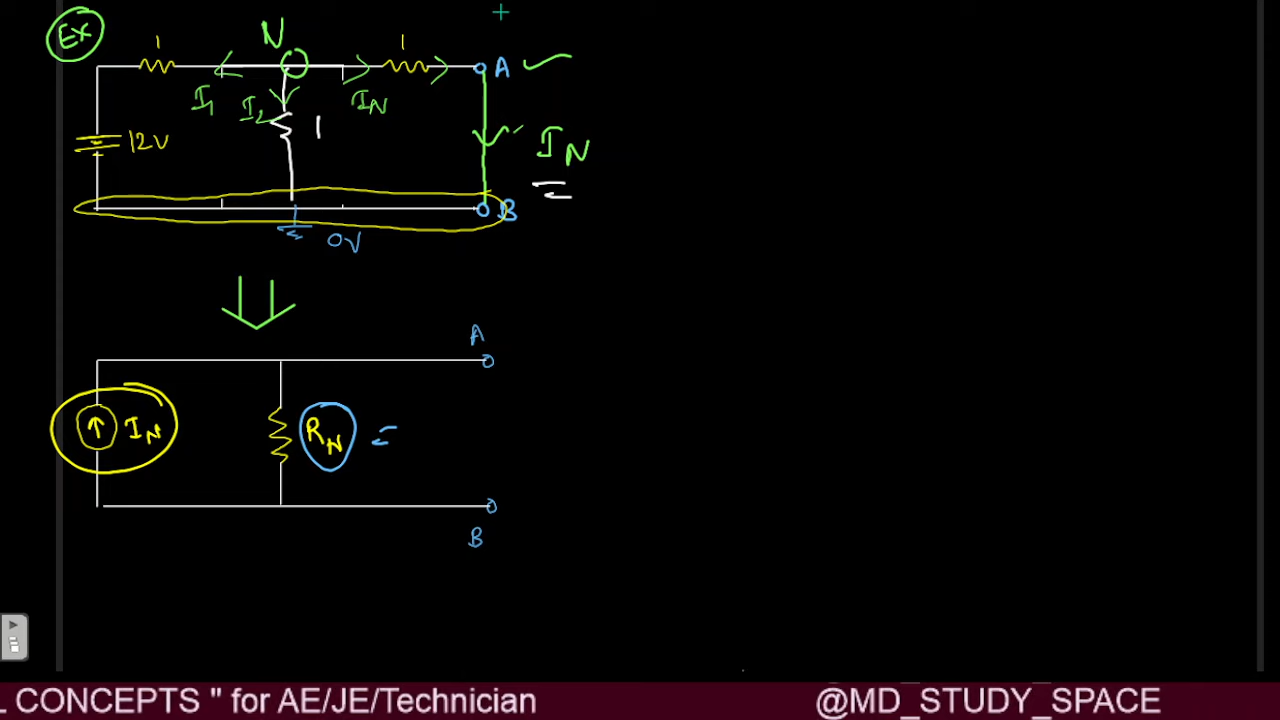 EX
N
1
1
A
I1
I2
IN
12V
1
IN
B
0V
A
IN
RN =
B
L CONCEPTS " for AE/JE/Technician
@MD_STUDY_SPACE